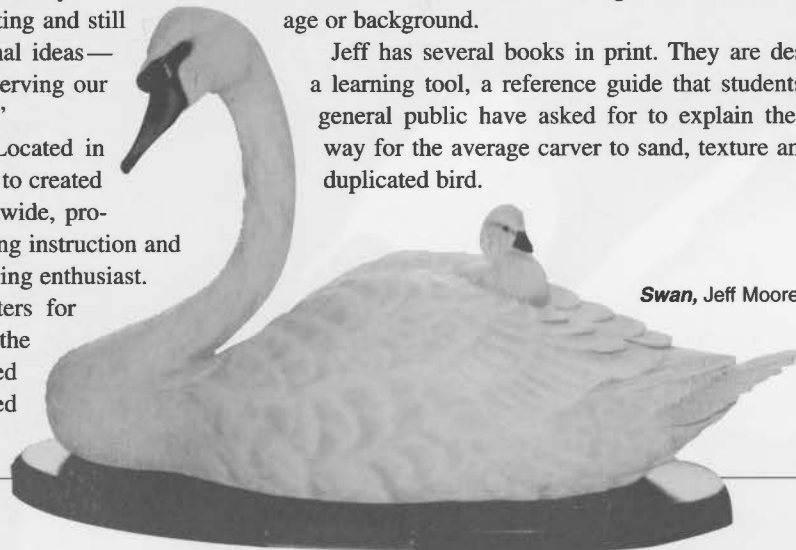 ting and still
nal ideas—
erving our
”
Located in
to created
wide, pro-
ng instruction and
ing enthusiast.
ters for
the
ed
ed
age or background.
Jeff has several books in print. They are de
a learning tool, a reference guide that students
general public have asked for to explain the
way for the average carver to sand, texture an
duplicated bird.
Swan, Jeff Moore